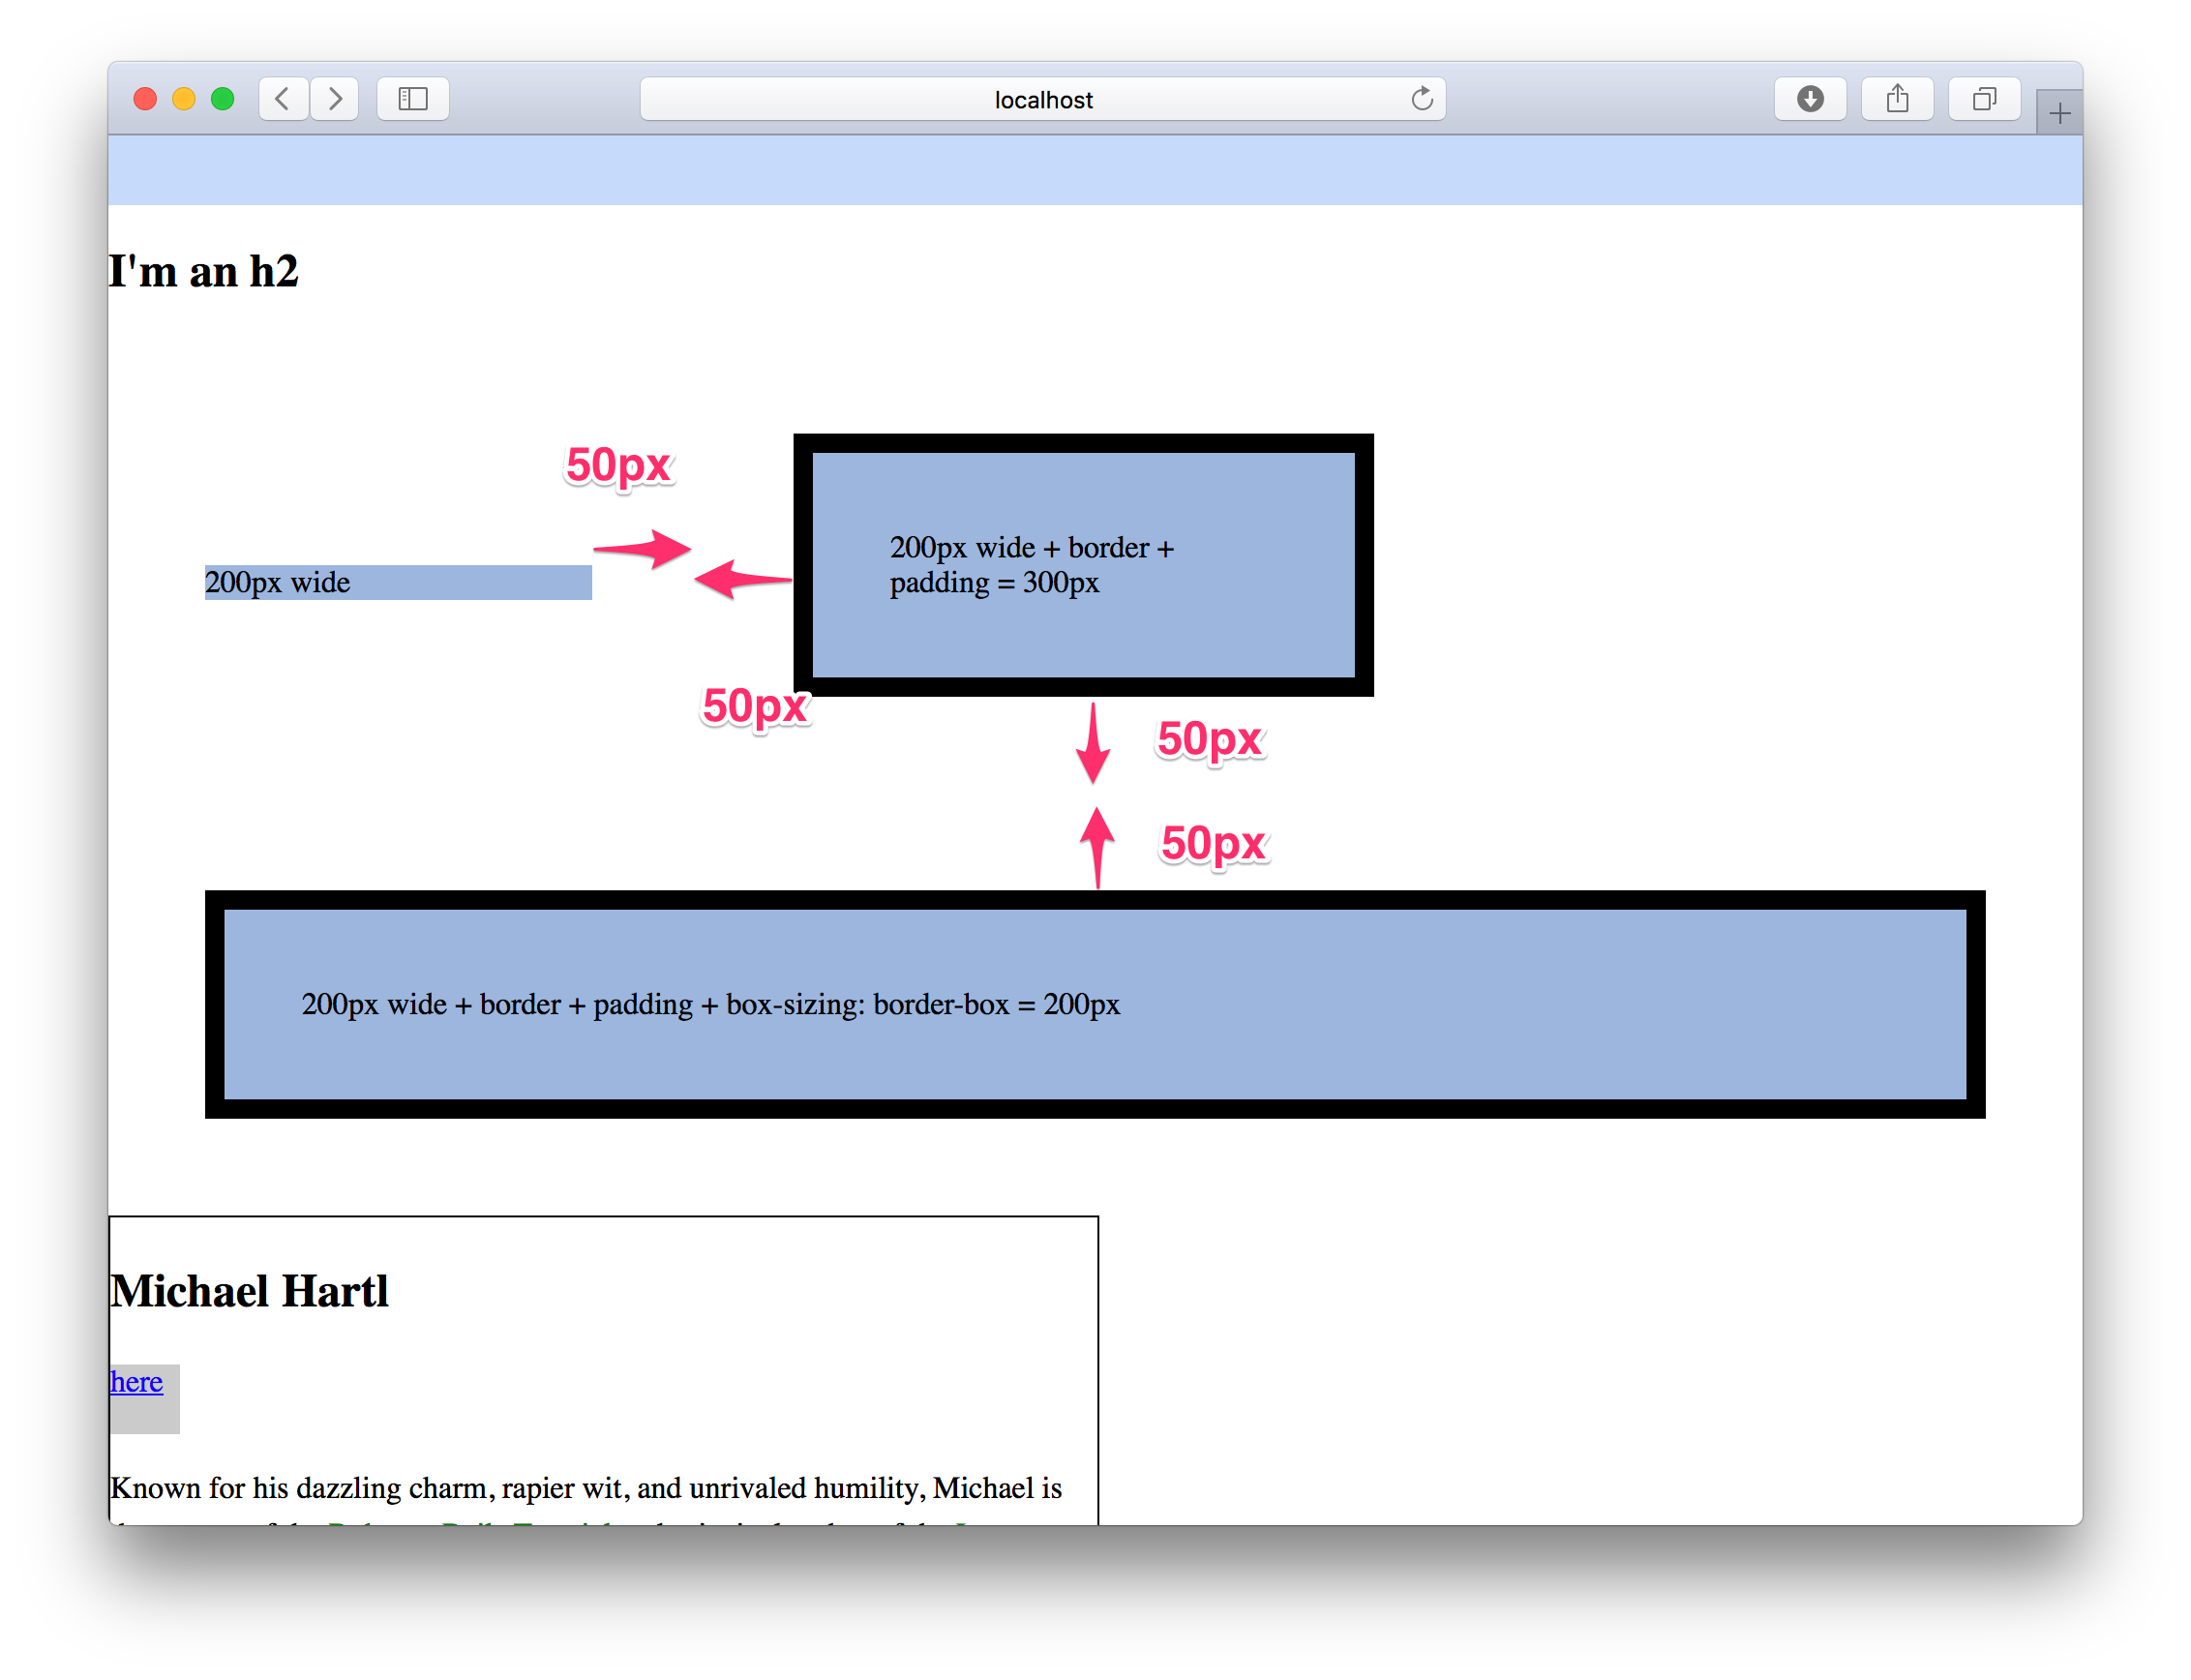 localhost
I'm an h2
50px
200px wide
200px wide + border +
padding = 300px
50px
50px
50px
200px wide + border + padding + box-sizing: border-box = 200px
Michael Hartl
here
Known for his dazzling charm, rapier wit, and unrivaled humility, Michael is